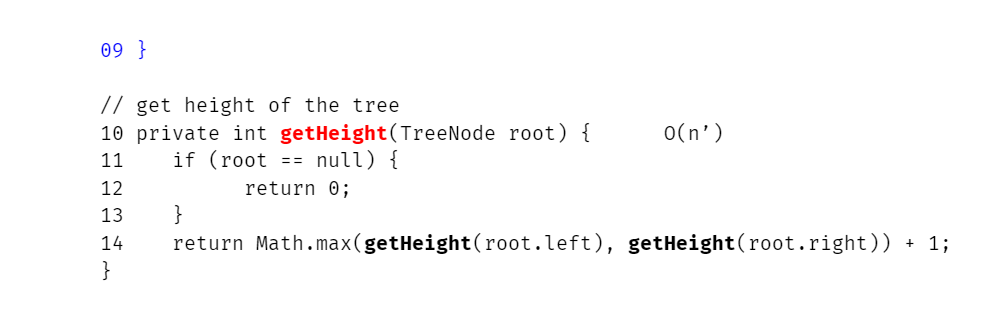 09 }
// get height of the tree
10 private int getHeight(TreeNode root) { O(n’)
11 if (root == null) {
12 return 0;
13 }
14 return Math.max(getHeight(root.left), getHeight(root.right)) + 1;
}